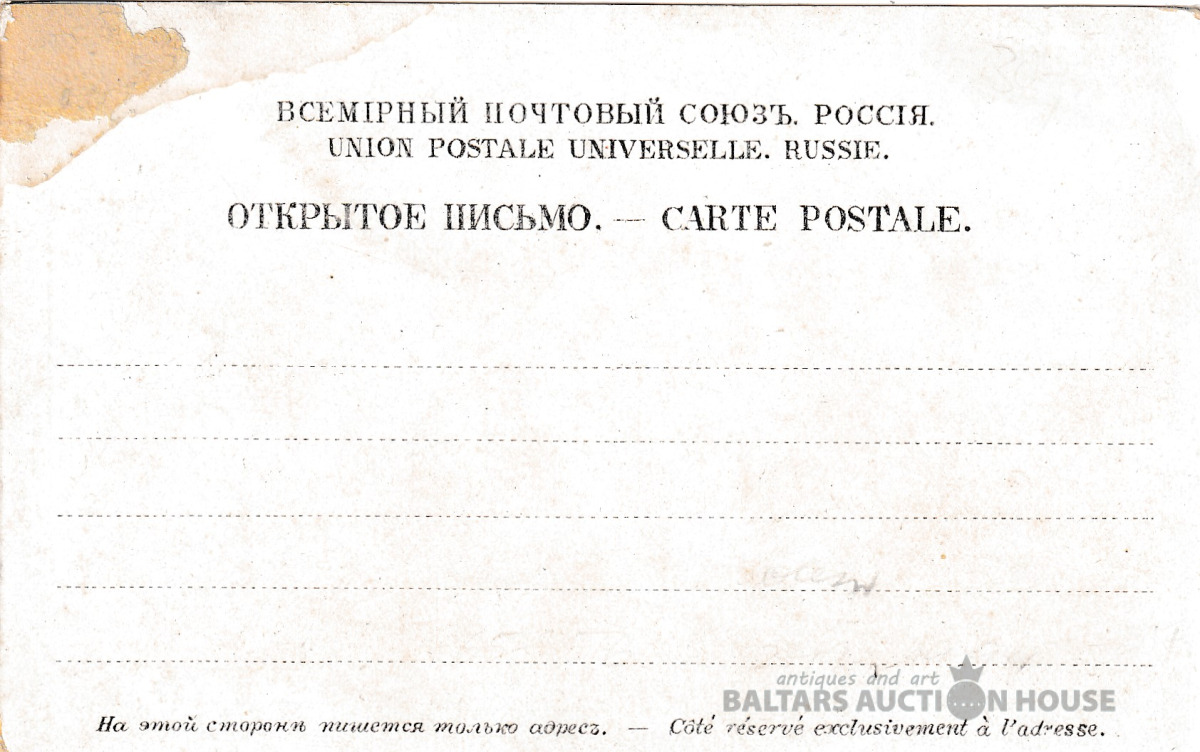 ВСЕМІРНЫЙ ПОЧТОВЫЙ СОЮЗЪ. РОССІЯ.
UNION POSTALE UNIVERSELLE. RUSSIE.
ОТКРЫТОЕ ПИСЬМО. — CARTE POSTALE.
antiques and art
BALTARS AUCTION HOUSE
На этой сторонѣ пишется только адресъ. — Côté réservé exclusivement à l'adresse.